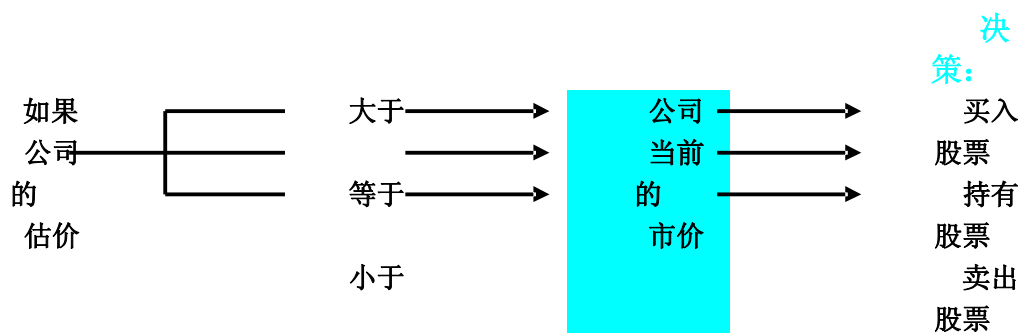 决
策：
如果
公司
的
估价
大于
等于
小于
公司
当前
的
市价
买入
股票
持有
股票
卖出
股票